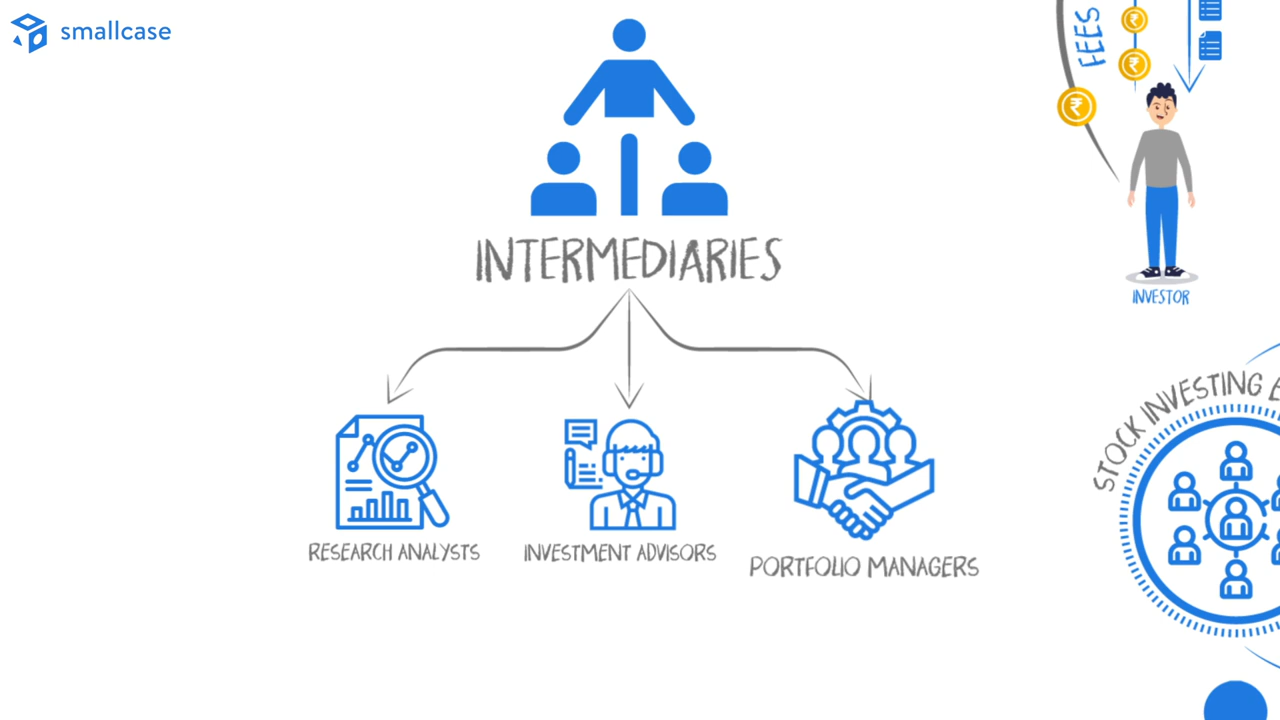 smallcase
FEES
INTERMEDIARIES
INVESTOR
STOCK INVESTING
RESEARCH ANALYSTS
INVESTMENT ADVISORS
PORTFOLIO MANAGERS